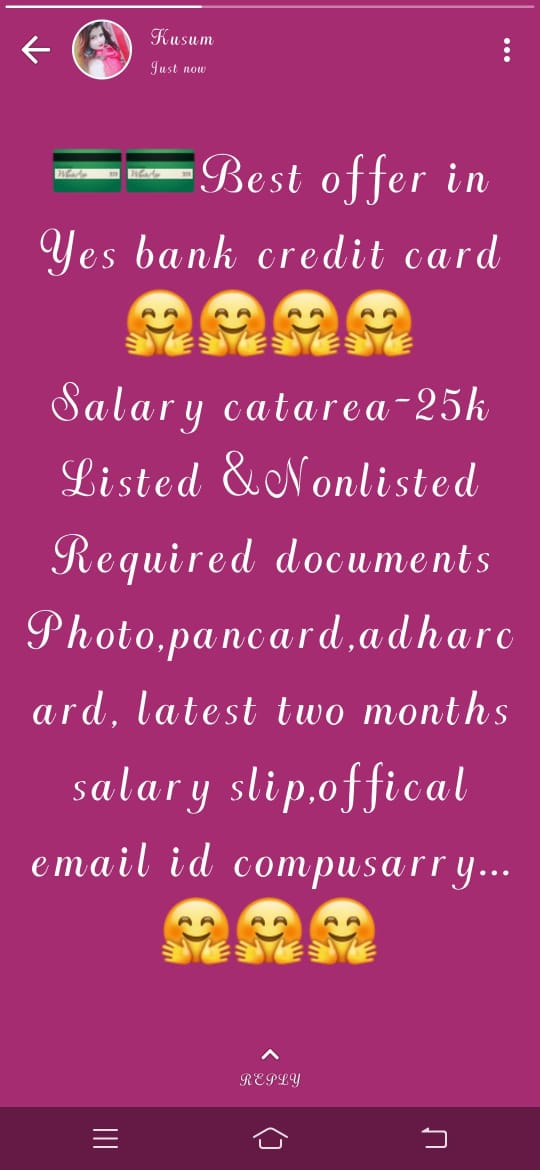 Kusum
Just now
💳💳Best offer in
Yes bank credit card
🤗🤗🤗🤗
Salary catarea-25k
Listed &Nonlisted
Required documents
Photo,pancard,adharc
ard, latest two months
salary slip,offical
email id compusarry...
🤗🤗🤗
REPLY